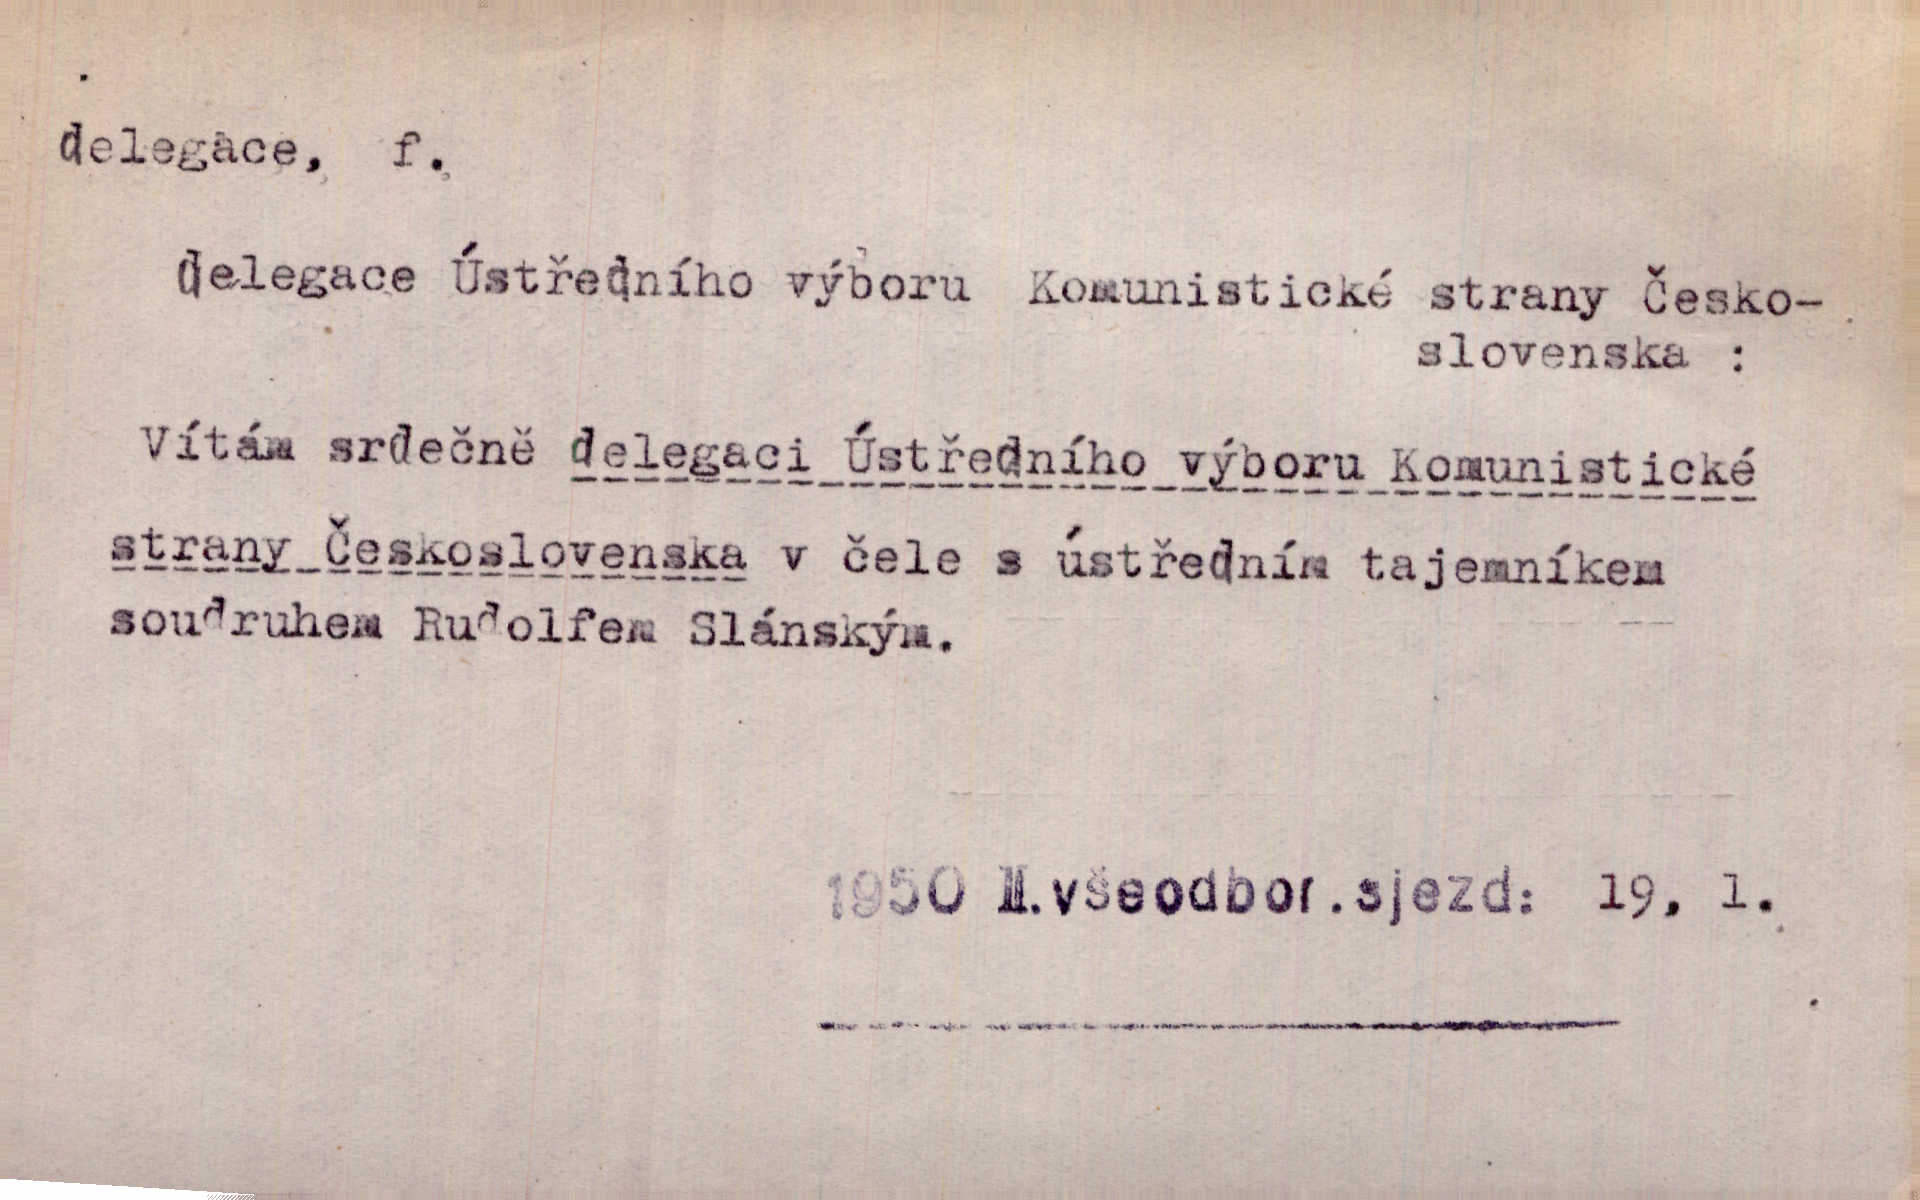 delegace, f.
delegace Ústředního výboru Komunistické strany Česko-
slovenska :
Vítám srdečně delegaci Ústředního výboru Komunistické
strany Československa v čele s ústředním tajemníkem
soudruhem Rudolfem Slánským.
1950 II.všeodbor.sjezd: 19, 1.